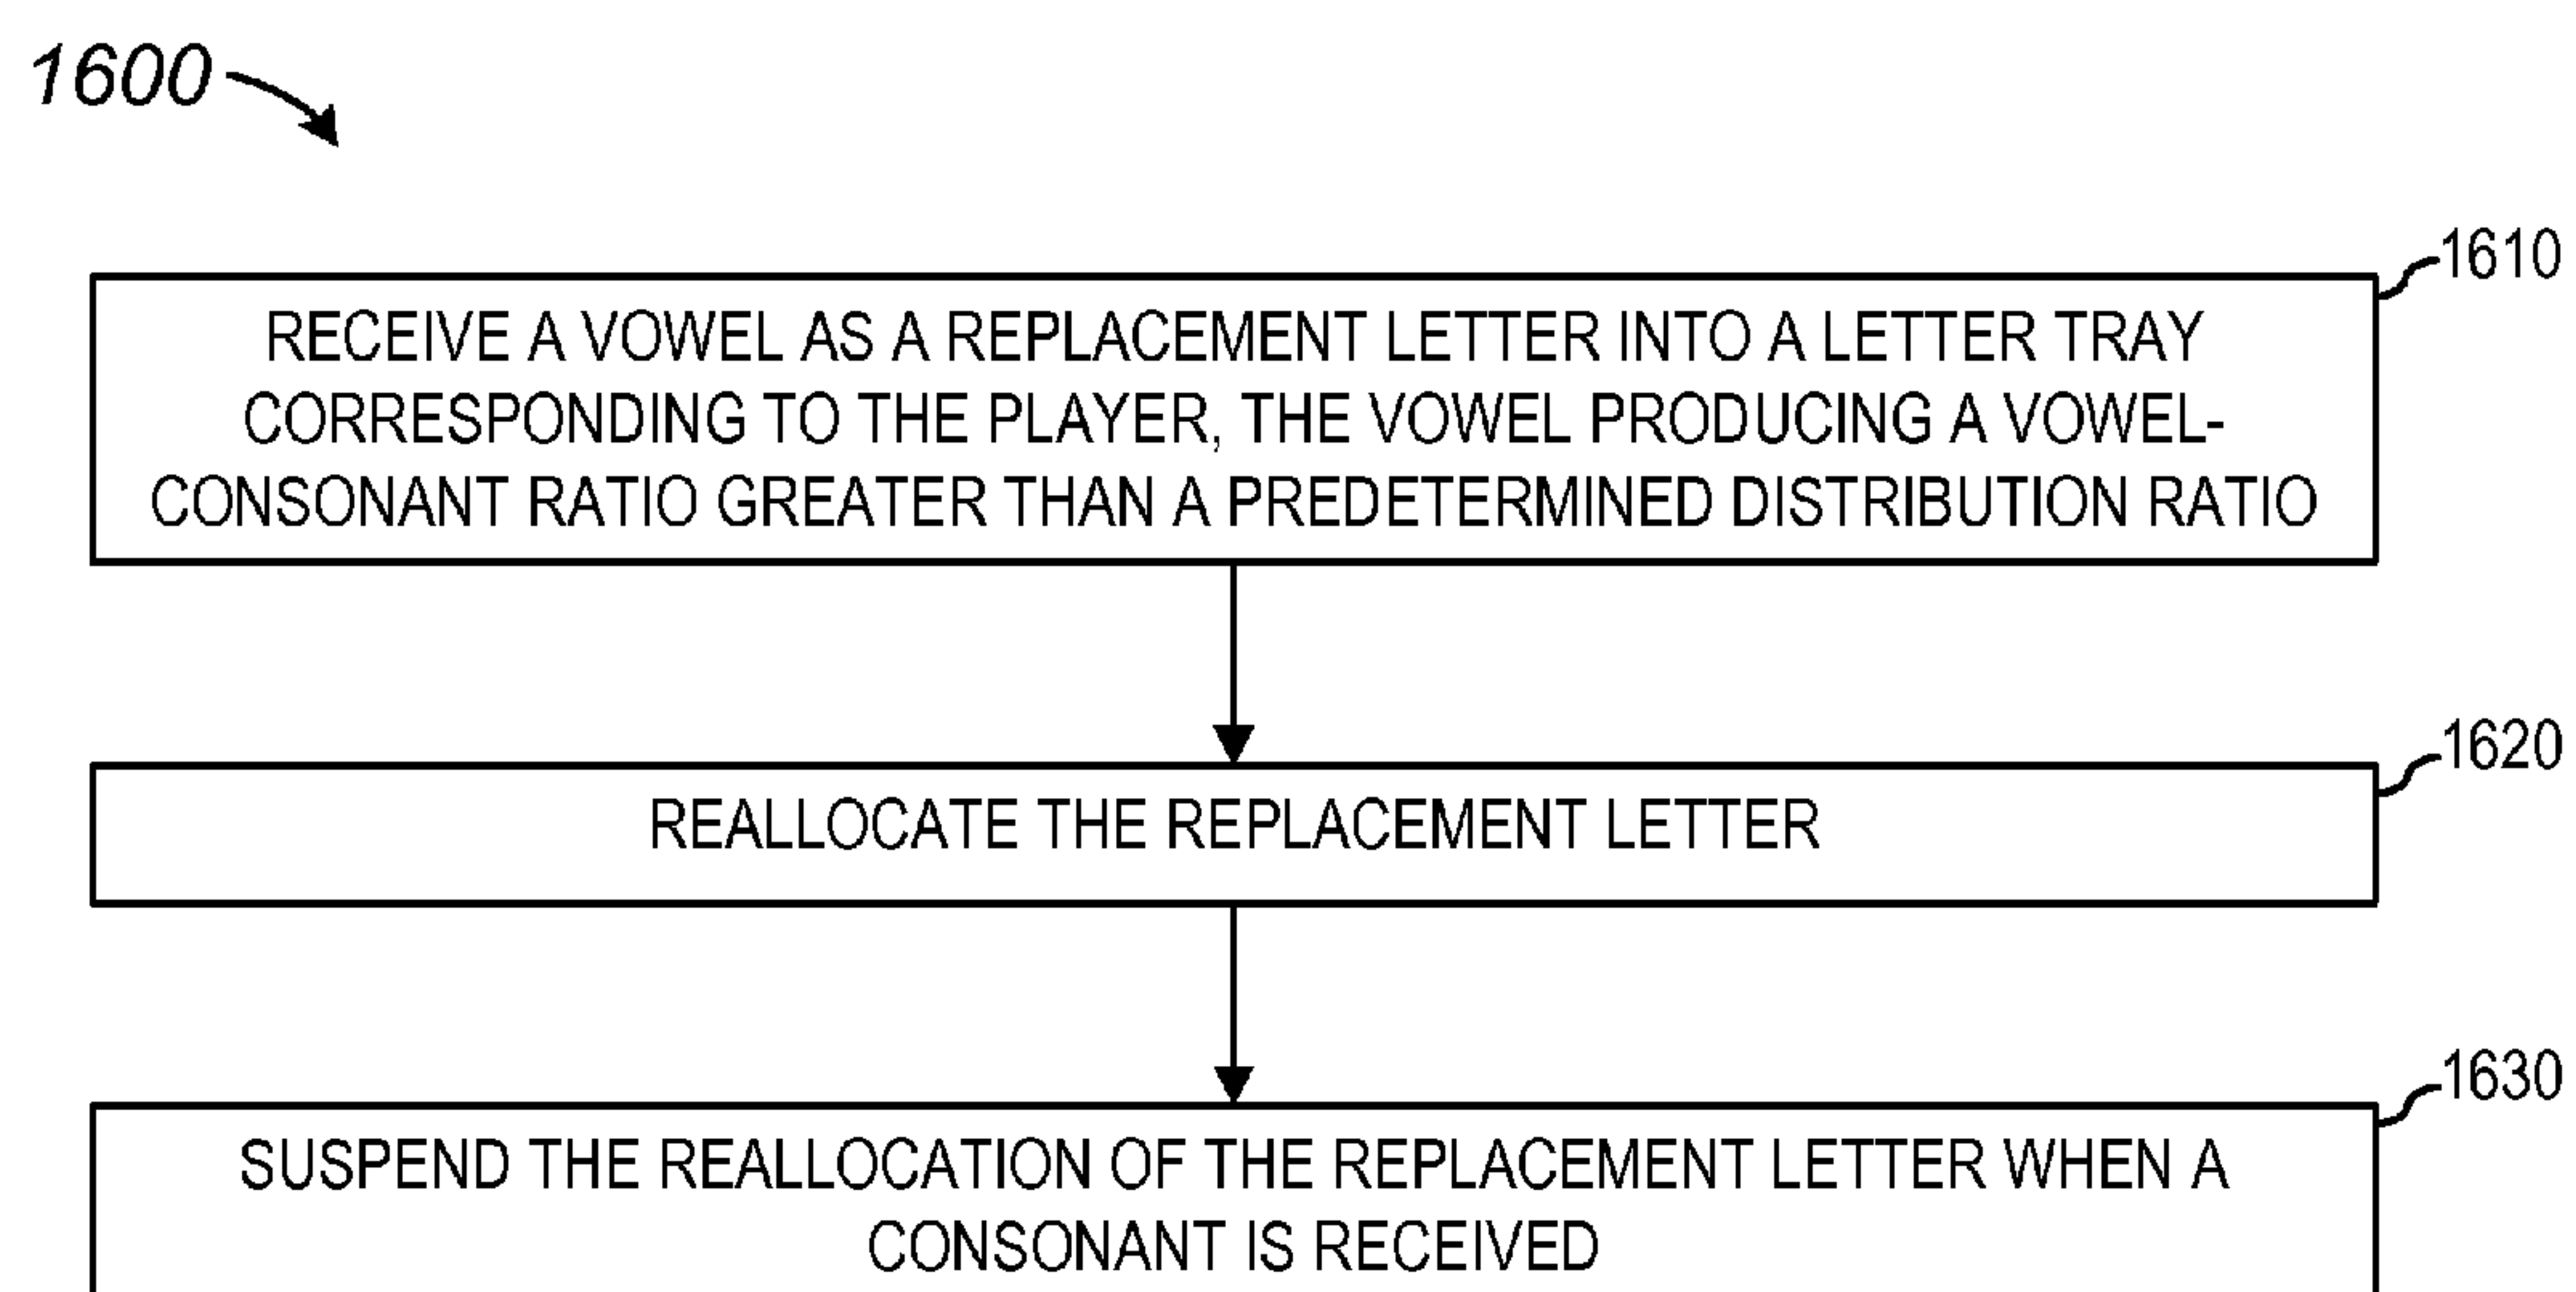 1600
1610
RECEIVE A VOWEL AS A REPLACEMENT LETTER INTO A LETTER TRAY
CORRESPONDING TO THE PLAYER, THE VOWEL PRODUCING A VOWEL-
CONSONANT RATIO GREATER THAN A PREDETERMINED DISTRIBUTION RATIO
1620
REALLOCATE THE REPLACEMENT LETTER
1630
SUSPEND THE REALLOCATION OF THE REPLACEMENT LETTER WHEN A
CONSONANT IS RECEIVED